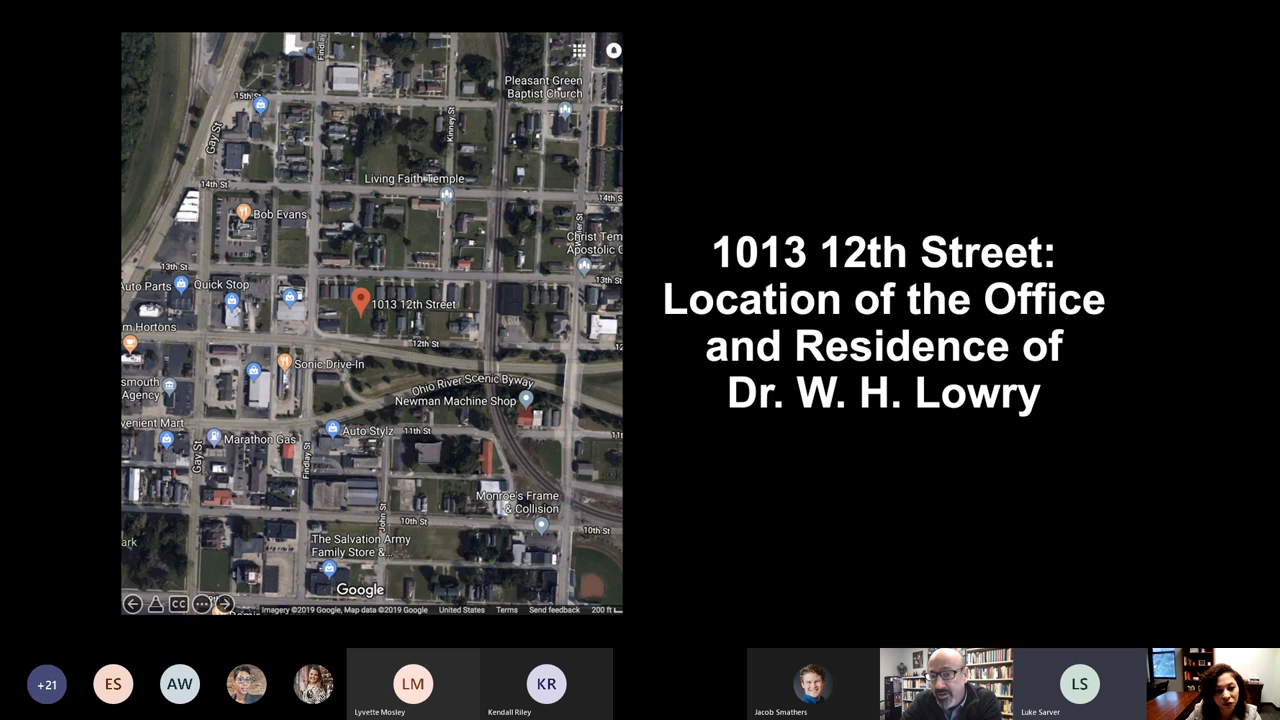 Findlay
Pleasant Green
Baptist Church
15th St
Gay St
Kinney St
Living Faith Temple
14th St
14th S
Bob Evans
Christ Tem
Apostolic C
13th St
13th St
Auto Parts
Quick Stop
1013 12th Street
m Hortons
12th St
12
Sonic Drive-In
smouth
Agency
Ohio River Scenic Byway
Newman Machine Shop
venient Mart
Marathon Gas
Auto Stylz
11th St
11t
Gay St
Findlay St
Monroe's Frame
& Collision
John St
10th St
10th St
The Salvation Army
Family Store &...
ark
Google
CC
Imagery ©2019 Google, Map data ©2019 Google
United States
Terms
Send feedback
200 ft
1013 12th Street:
Location of the Office
and Residence of
Dr. W. H. Lowry
+21
ES
AW
LM
Lyvette Mosley
KR
Kendall Riley
Jacob Smathers
LS
Luke Sarver